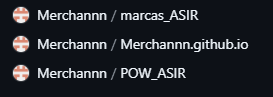 Merchannn / marcas_ASIR
Merchannn / Merchannn.github.io
Merchannn / POW_ASIR